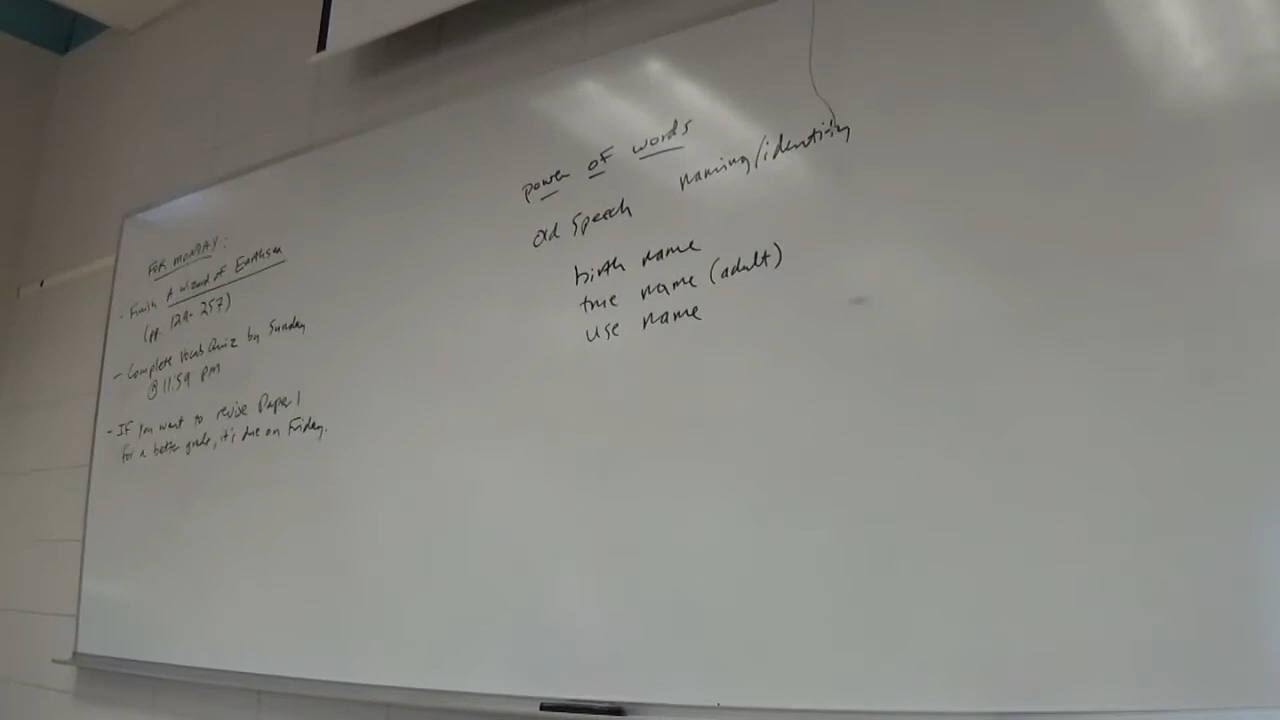 FOR MONDAY:
- Finish A Wizard of Earthsea
(pp. 129-257)
- Complete Vocab Quiz by Sunday
@ 11:59 pm
- IF you want to revise Paper 1
for a better grade, it's due on Friday.
power of words
naming/identity
Old Speech
birth name
true name (adult)
use name